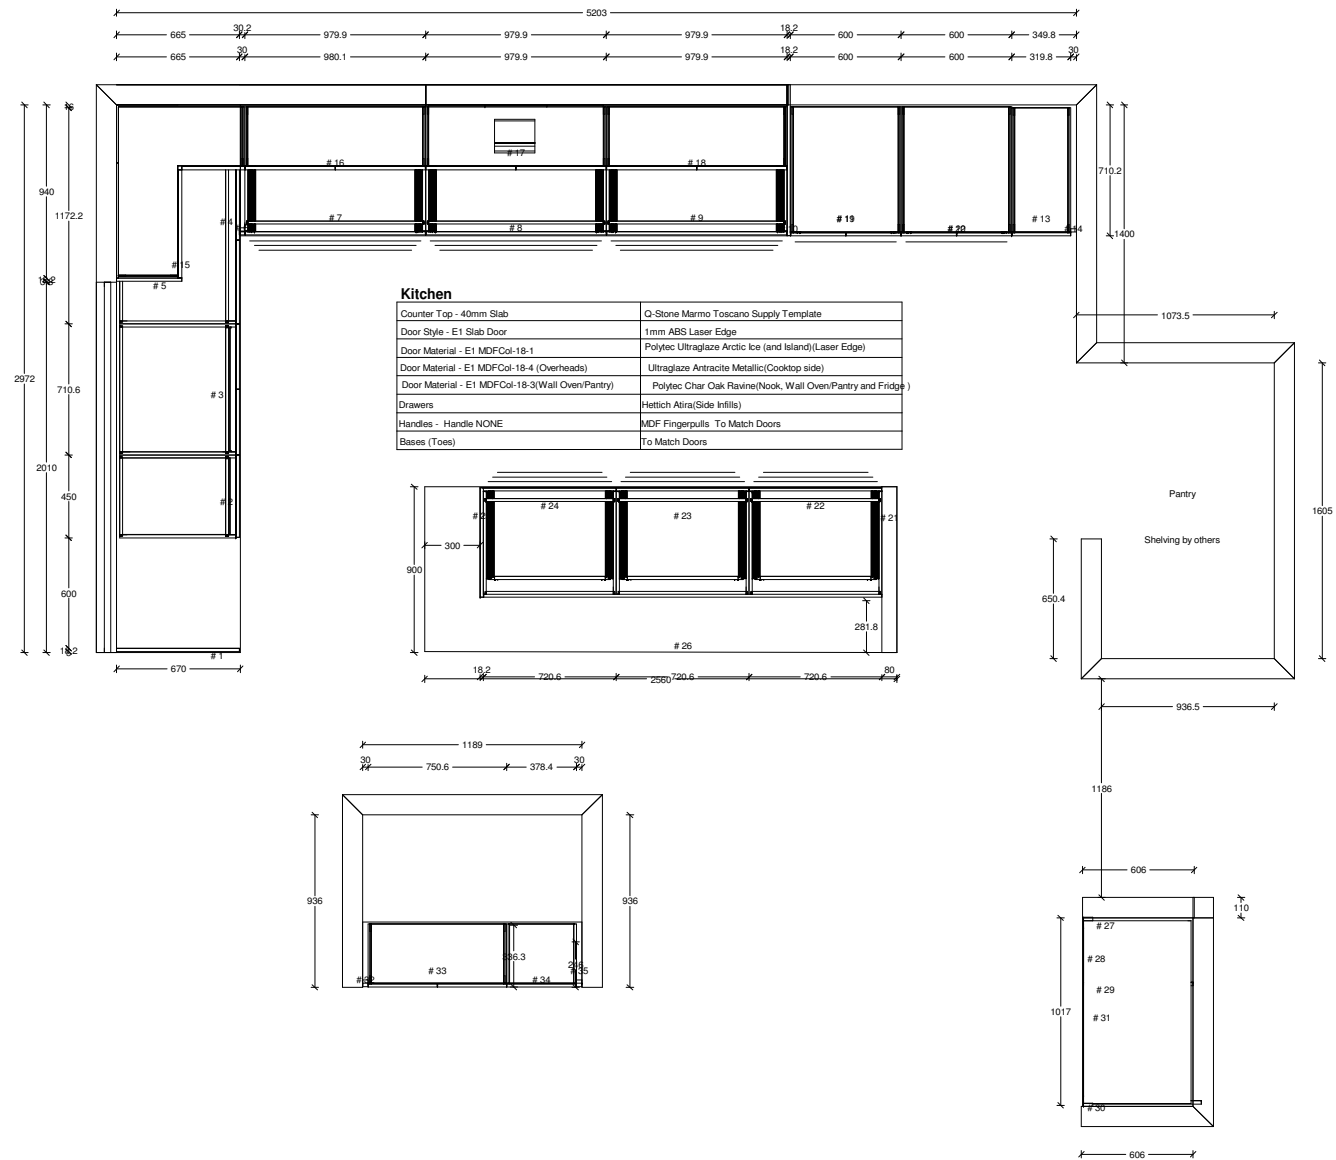 5203
665 30.2 979.9 979.9 979.9 18.2 600 600 349.8
665 30 980.1 979.9 979.9 18.2 600 600 319.8 30
# 16 # 17 # 18
# 7 # 8 # 9 # 19 # 13
# 4
# 15
# 5
# 3
# 1
940
1172.2
2972
710.6
2010
450
600
670
710.2
1400
1073.5
Kitchen
Counter Top - 40mm Slab Q-Stone Marmo Toscano Supply Template
Door Style - E1 Slab Door 1mm ABS Laser Edge
Door Material - E1 MDFCol-18-1 Polytec Ultraglaze Arctic Ice (and Island)(Laser Edge)
Door Material - E1 MDFCol-18-4 (Overheads) Ultraglaze Antracite Metallic(Cooktop side)
Door Material - E1 MDFCol-18-3(Wall Oven/Pantry) Polytec Char Oak Ravine(Nook, Wall Oven/Pantry and Fridge )
Drawers Hettich Atira(Side Infills)
Handles - Handle NONE MDF Fingerpulls To Match Doors
Bases (Toes) To Match Doors
# 24 # 23 # 22 # 21
300
900
281.8
# 26
18.2 720.6 720.6 720.6 80
2560
Pantry
Shelving by others
1605
650.4
936.5
1186
1189
30 750.6 378.4 30
936 936
# 33 # 34
606
110
# 27
# 28
# 29
# 31
1017
# 30
606